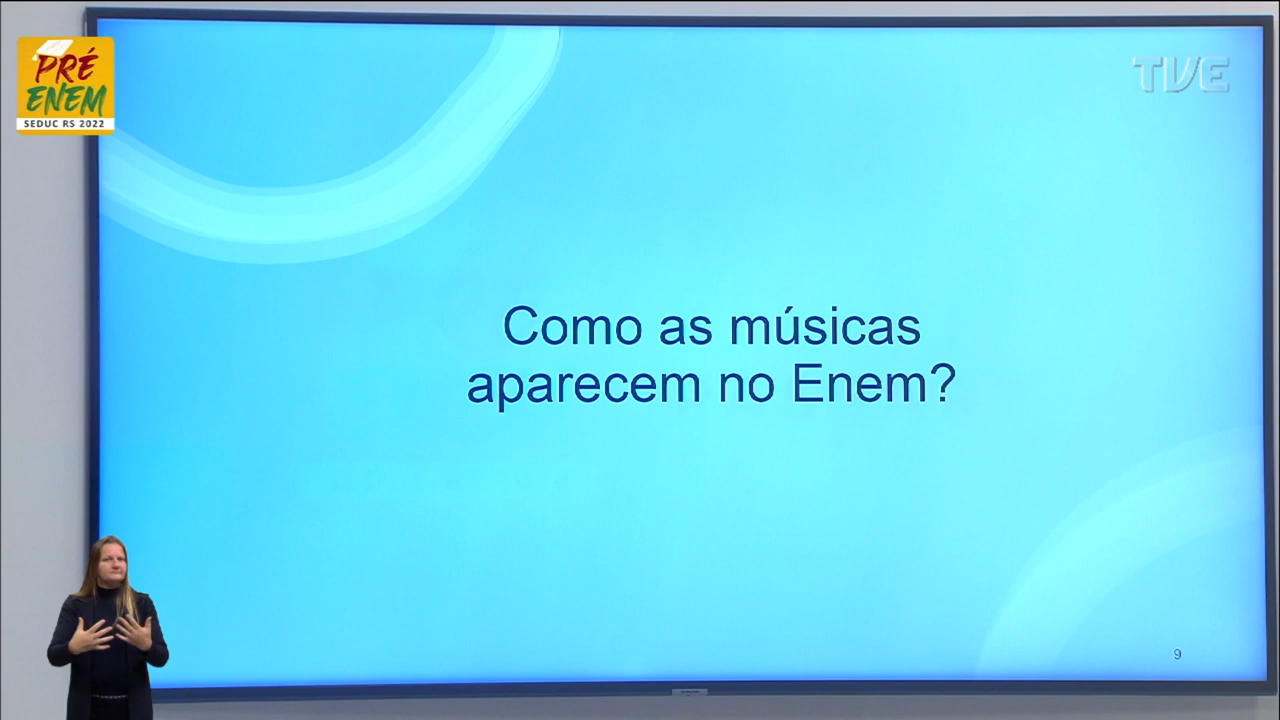 PRÉ
ENEM
SEDUC RS 2022
TVE
Como as músicas
aparecem no Enem?
9